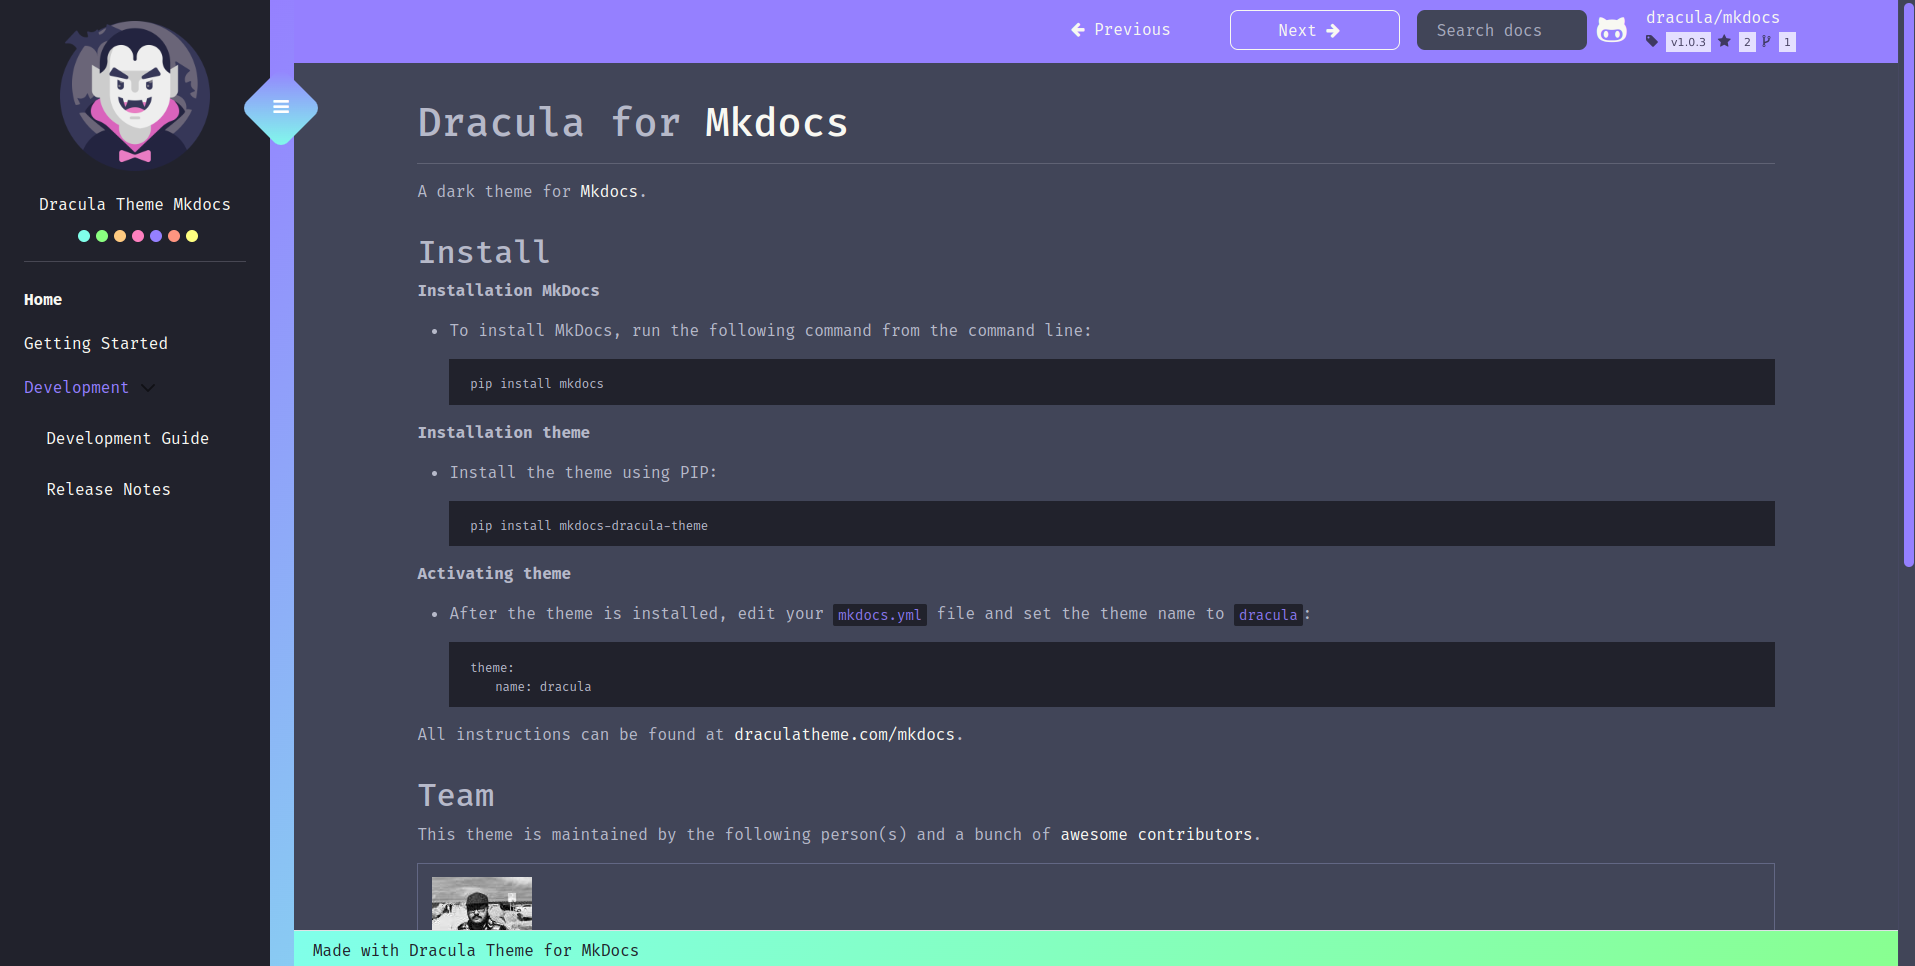 Previous
Next
Search docs
dracula/mkdocs
v1.0.3 2 1
Dracula Theme Mkdocs
Home
Getting Started
Development
Development Guide
Release Notes
Dracula for Mkdocs
A dark theme for Mkdocs.
Install
Installation MkDocs
To install MkDocs, run the following command from the command line:
pip install mkdocs
Installation theme
Install the theme using PIP:
pip install mkdocs-dracula-theme
Activating theme
After the theme is installed, edit your mkdocs.yml file and set the theme name to dracula:
theme:
name: dracula
All instructions can be found at draculatheme.com/mkdocs.
Team
This theme is maintained by the following person(s) and a bunch of awesome contributors.
Made with Dracula Theme for MkDocs